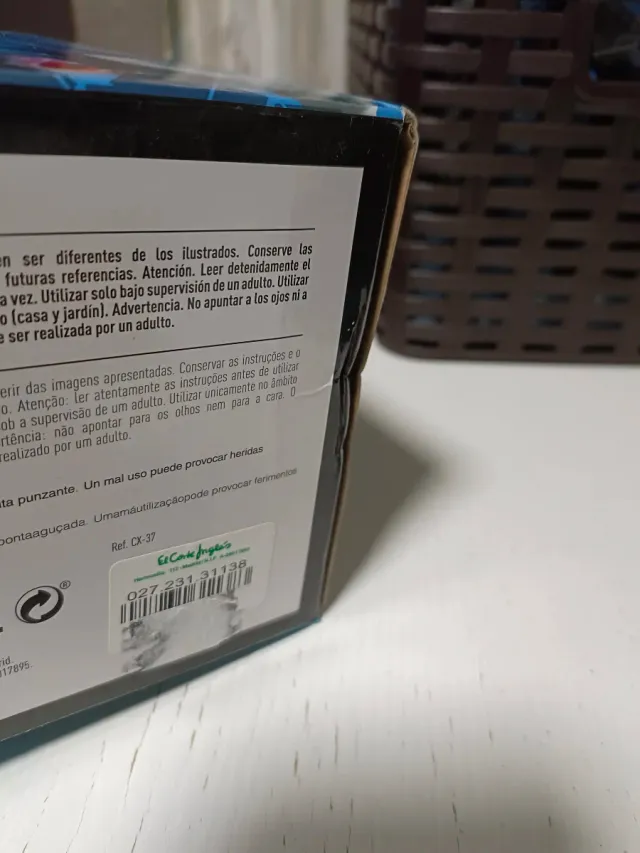 en ser diferentes de los ilustrados. Conserve las
futuras referencias. Atención. Leer detenidamente el
a vez. Utilizar solo bajo supervisión de un adulto. Utilizar
o (casa y jardín). Advertencia. No apuntar a los ojos ni a
e ser realizada por un adulto.
erir das imagens apresentadas. Conservar as instruções e o
o. Atenção: ler atentamente as instruções antes de utilizar
ob a supervisão de um adulto. Utilizar unicamente no âmbito
ertência: não apontar para os olhos nem para a cara. O
realizado por um adulto.
ta punzante. Un mal uso puede provocar heridas
pontaaguçada. Umamáutilizaçãopode provocar ferimentos
Ref. CX-37
El Corte Inglés
027.231.31138
®
rid.
017895.